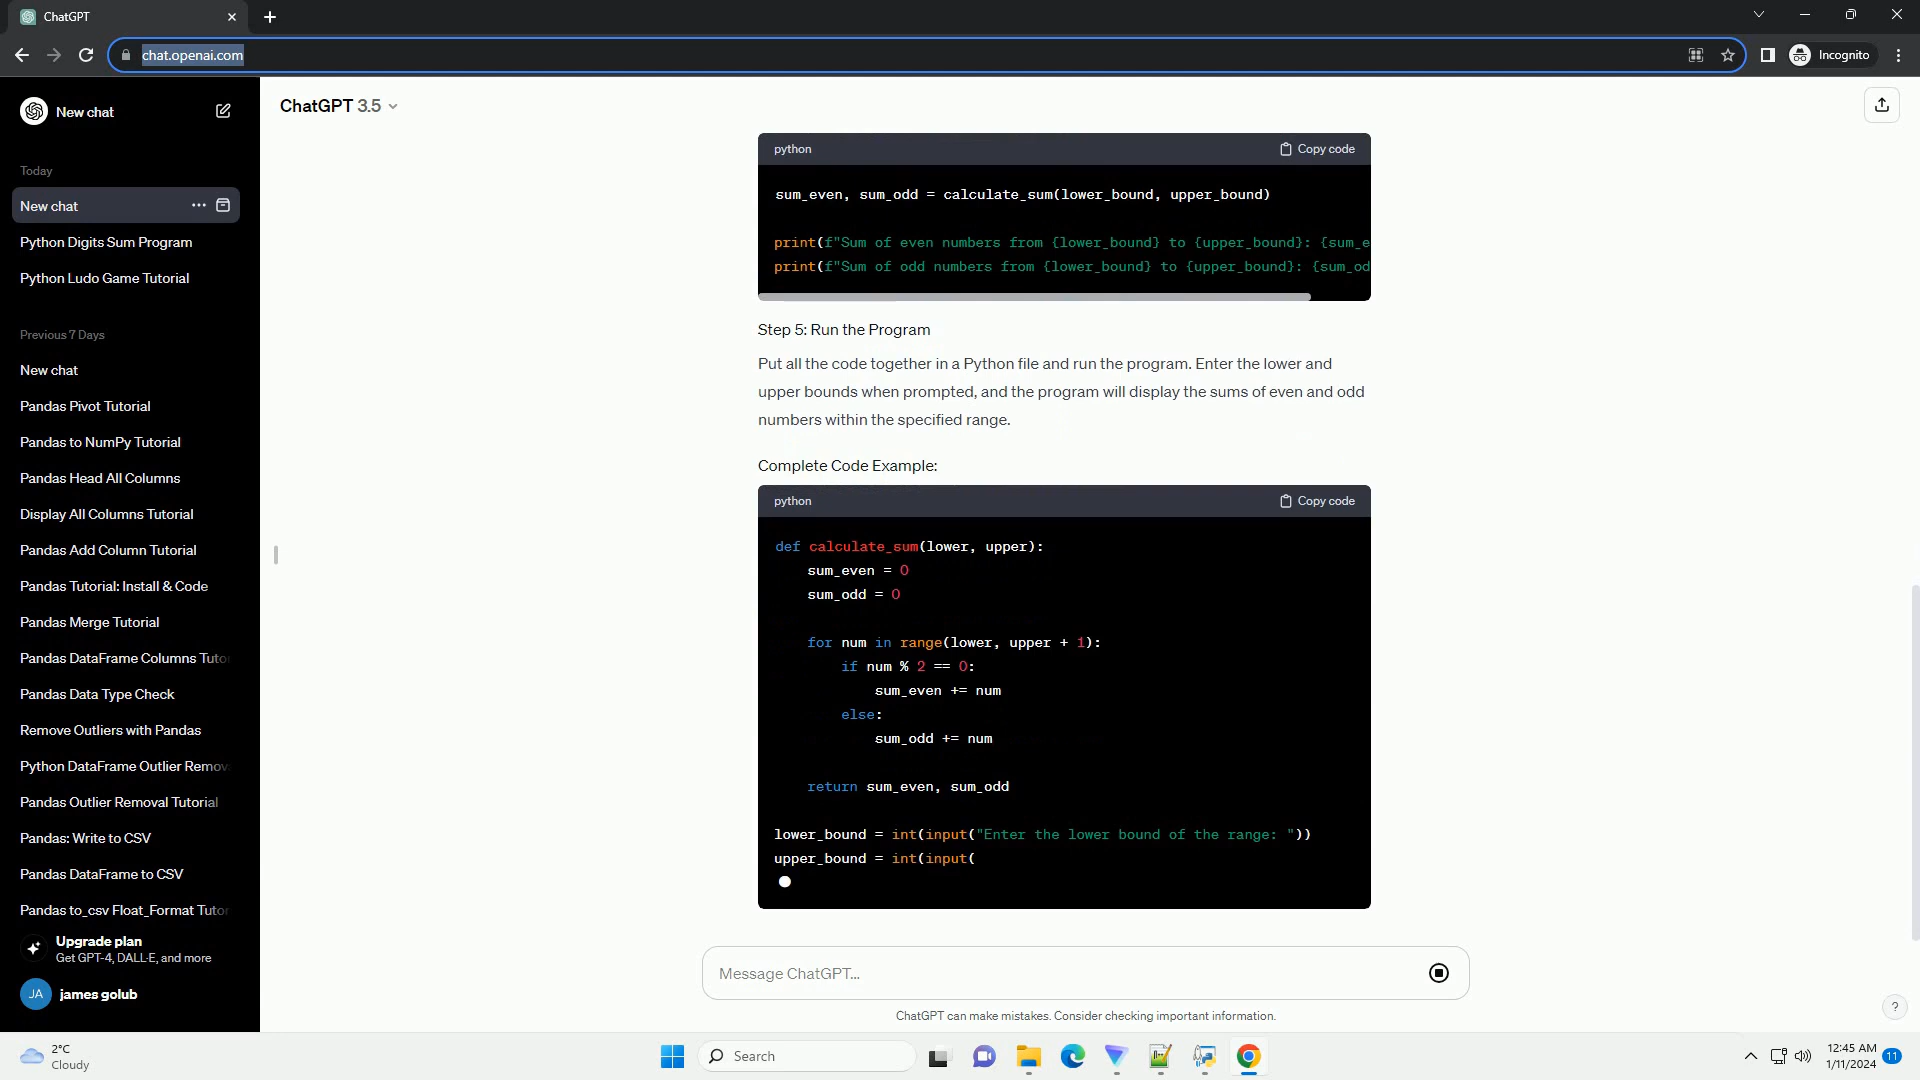 ChatGPT
chat.openai.com
Incognito
New chat
ChatGPT 3.5
Today
New chat
Python Digits Sum Program
Python Ludo Game Tutorial
Previous 7 Days
New chat
Pandas Pivot Tutorial
Pandas to NumPy Tutorial
Pandas Head All Columns
Display All Columns Tutorial
Pandas Add Column Tutorial
Pandas Tutorial: Install & Code
Pandas Merge Tutorial
Pandas DataFrame Columns Tuto
Pandas Data Type Check
Remove Outliers with Pandas
Python DataFrame Outlier Remov
Pandas Outlier Removal Tutorial
Pandas: Write to CSV
Pandas DataFrame to CSV
Pandas to_csv Float_Format Tutor
Upgrade plan
Get GPT-4, DALL·E, and more
JA james golub
python Copy code
sum_even, sum_odd = calculate_sum(lower_bound, upper_bound)
print(f"Sum of even numbers from {lower_bound} to {upper_bound}: {sum_e
print(f"Sum of odd numbers from {lower_bound} to {upper_bound}: {sum_od
Step 5: Run the Program
Put all the code together in a Python file and run the program. Enter the lower and
upper bounds when prompted, and the program will display the sums of even and odd
numbers within the specified range.
Complete Code Example:
python Copy code
def calculate_sum(lower, upper):
    sum_even = 0
    sum_odd = 0
    for num in range(lower, upper + 1):
        if num % 2 == 0:
            sum_even += num
        else:
            sum_odd += num
    return sum_even, sum_odd
lower_bound = int(input("Enter the lower bound of the range: "))
upper_bound = int(input(
Message ChatGPT...
ChatGPT can make mistakes. Consider checking important information.
?
2°C
Cloudy
Search
12:45 AM
1/11/2024
11